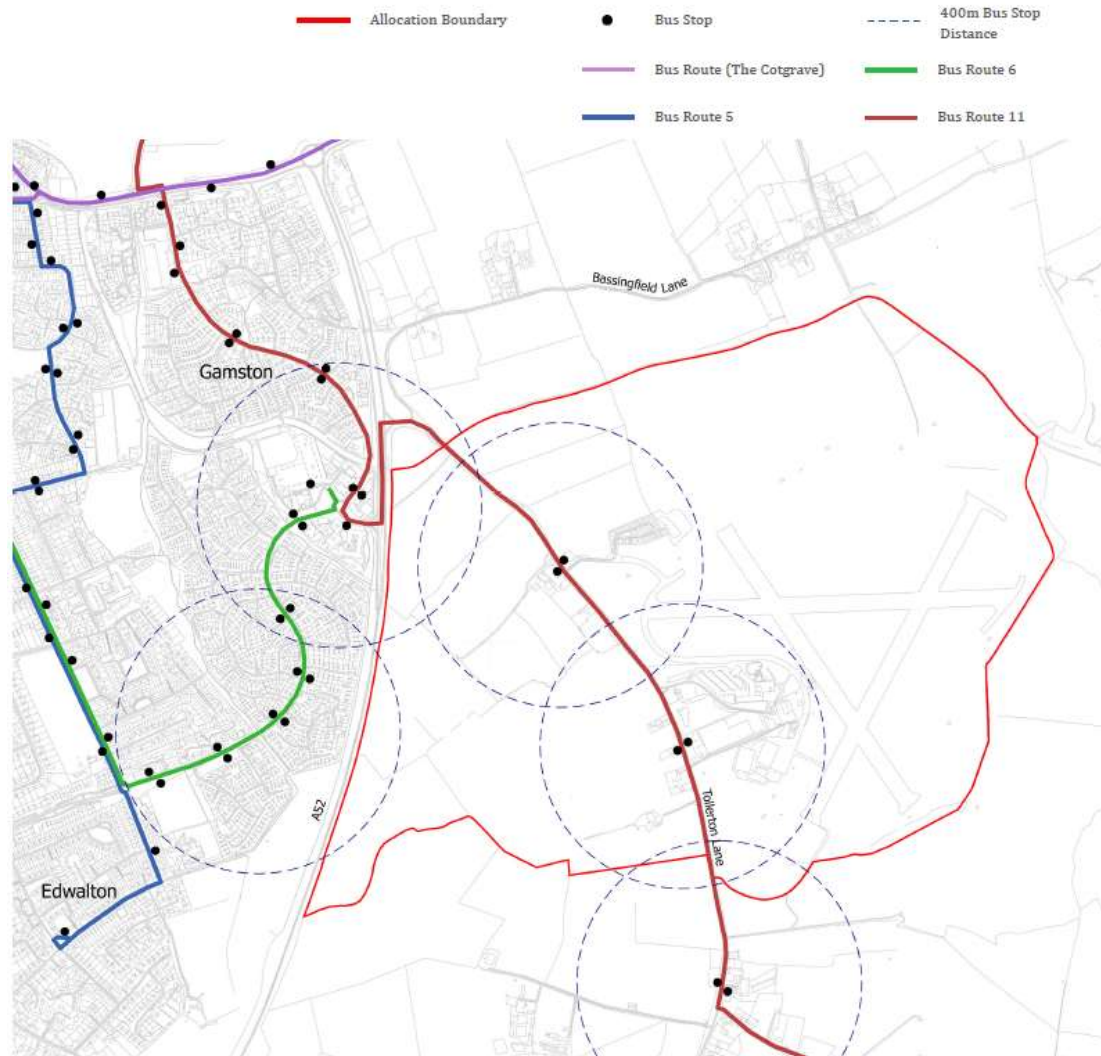 Allocation Boundary
Bus Stop
400m Bus Stop
Distance
Bus Route (The Cotgrave)
Bus Route 6
Bus Route 5
Bus Route 11
Bassingfield Lane
Gamston
A52
Tollerton Lane
Edwalton